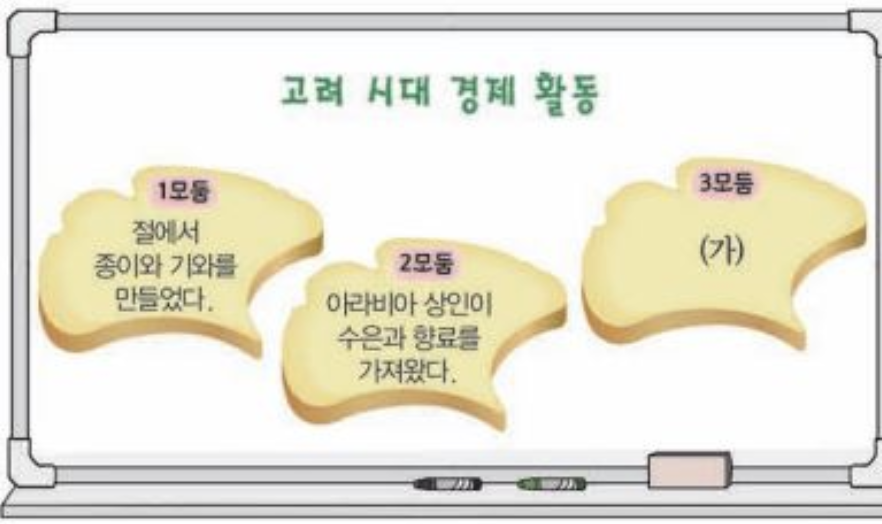 고려 시대 경제 활동
1모둠
절에서
종이와 기와를
만들었다.
2모둠
아라비아 상인이
수은과 향료를
가져왔다.
3모둠
(가)